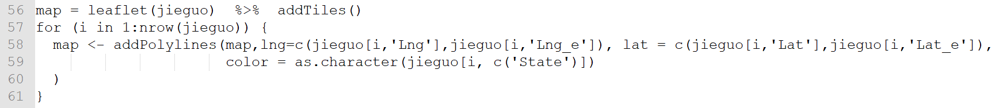 56 map = leaflet(jieguo)  %>%  addTiles()
57 for (i in 1:nrow(jieguo)) {
58   map <- addPolylines(map,lng=c(jieguo[i,'Lng'],jieguo[i,'Lng_e']), lat = c(jieguo[i,'Lat'],jieguo[i,'Lat_e']),
59                       color = as.character(jieguo[i, c('State')])
60   )
61 }